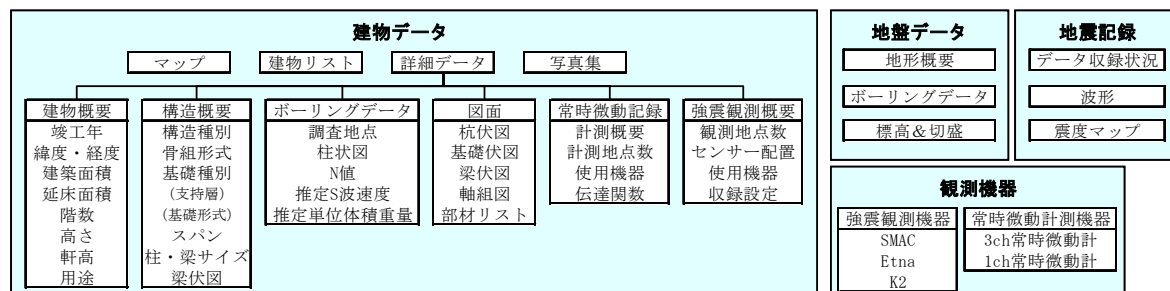 建物データ
マップ
建物リスト
詳細データ
写真集
建物概要
竣工年
緯度・経度
建築面積
延床面積
階数
高さ
軒高
用途
構造概要
構造種別
骨組形式
基礎種別
(支持層)
(基礎形式)
スパン
柱・梁サイズ
梁伏図
ボーリングデータ
調査地点
柱状図
N値
推定S波速度
推定単位体積重量
図面
杭伏図
基礎伏図
梁伏図
軸組図
部材リスト
常時微動記録
計測概要
計測地点数
使用機器
伝達関数
強震観測概要
観測地点数
センサー配置
使用機器
収録設定
地盤データ
地形概要
ボーリングデータ
標高＆切盛
地震記録
データ収録状況
波形
震度マップ
観測機器
強震観測機器
SMAC
Etna
K2
常時微動計測機器
3ch常時微動計
1ch常時微動計